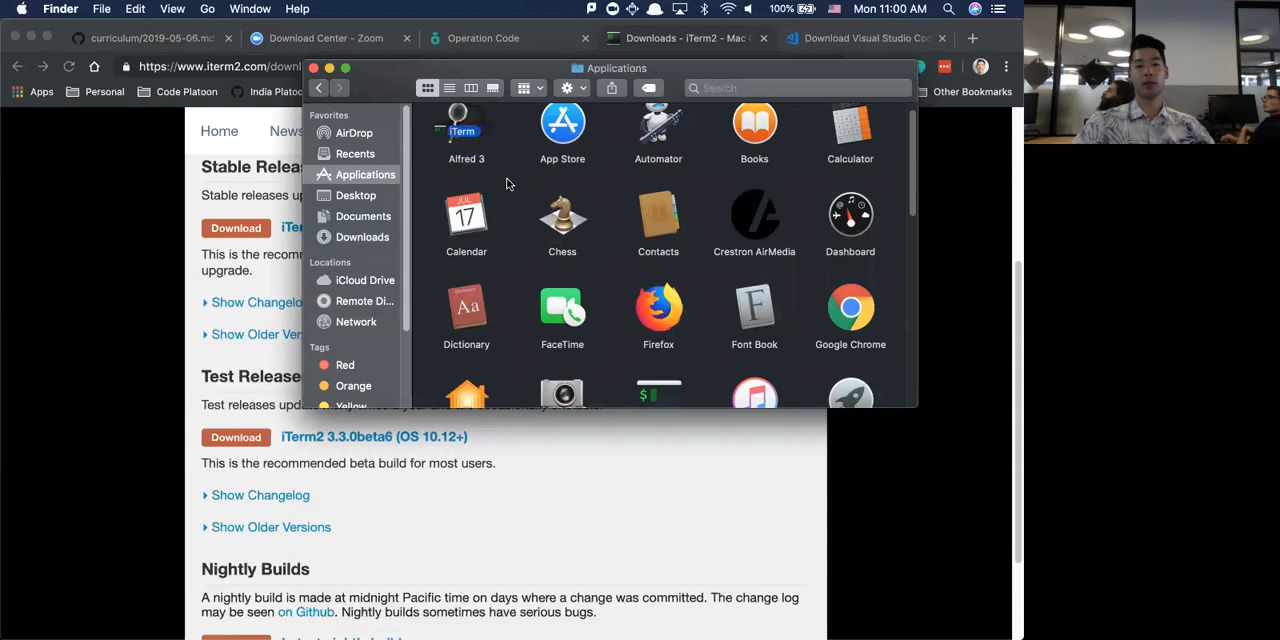 Finder File Edit View Go Window Help 100% Mon 11:00 AM
curriculum/2019-05-06.md Download Center - Zoom Operation Code Downloads - iTerm2 - Mac Download Visual Studio Co
https://www.iterm2.com/downl
Apps Personal Code Platoon India Platoo Other Bookmarks
Applications
Search
Favorites
AirDrop
Recents
Applications
Desktop
Documents
Downloads
Locations
iCloud Drive
Remote Di...
Network
Tags
Red
Orange
Yellow
iTerm
Alfred 3 App Store Automator Books Calculator
JUL
17
Calendar Chess Contacts Crestron AirMedia Dashboard
Aa F
Dictionary FaceTime Firefox Font Book Google Chrome
$
Home News
Stable Relea
Stable releases u
Download iTe
This is the recomm
upgrade.
Show Changelo
Show Older Ver
Test Release
Test releases upd
Download iTerm2 3.3.0beta6 (OS 10.12+)
This is the recommended beta build for most users.
Show Changelog
Show Older Versions
Nightly Builds
A nightly build is made at midnight Pacific time on days where a change was committed. The change log
may be seen on Github. Nightly builds sometimes have serious bugs.